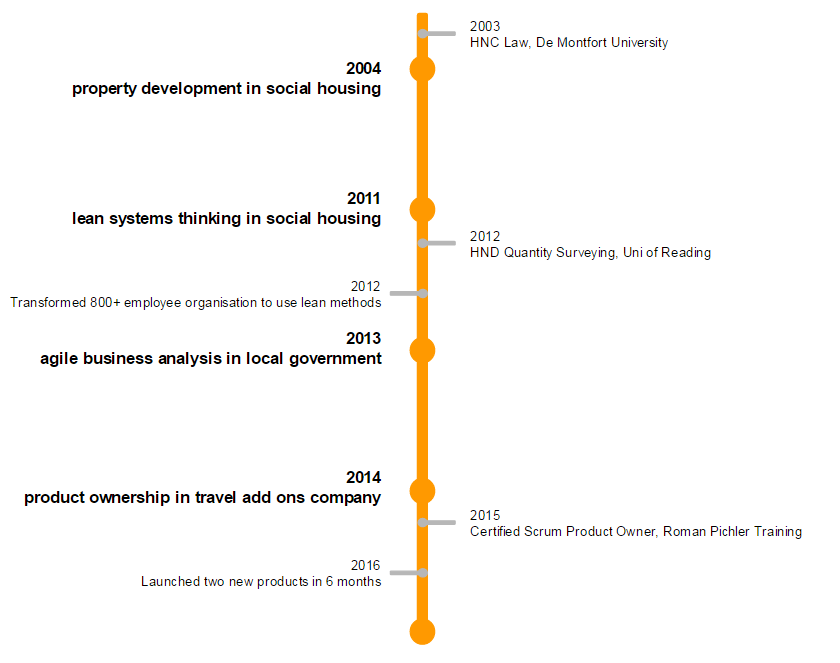 2003
HNC Law, De Montfort University
2004
property development in social housing
2011
lean systems thinking in social housing
2012
HND Quantity Surveying, Uni of Reading
2012
Transformed 800+ employee organisation to use lean methods
2013
agile business analysis in local government
2014
product ownership in travel add ons company
2015
Certified Scrum Product Owner, Roman Pichler Training
2016
Launched two new products in 6 months